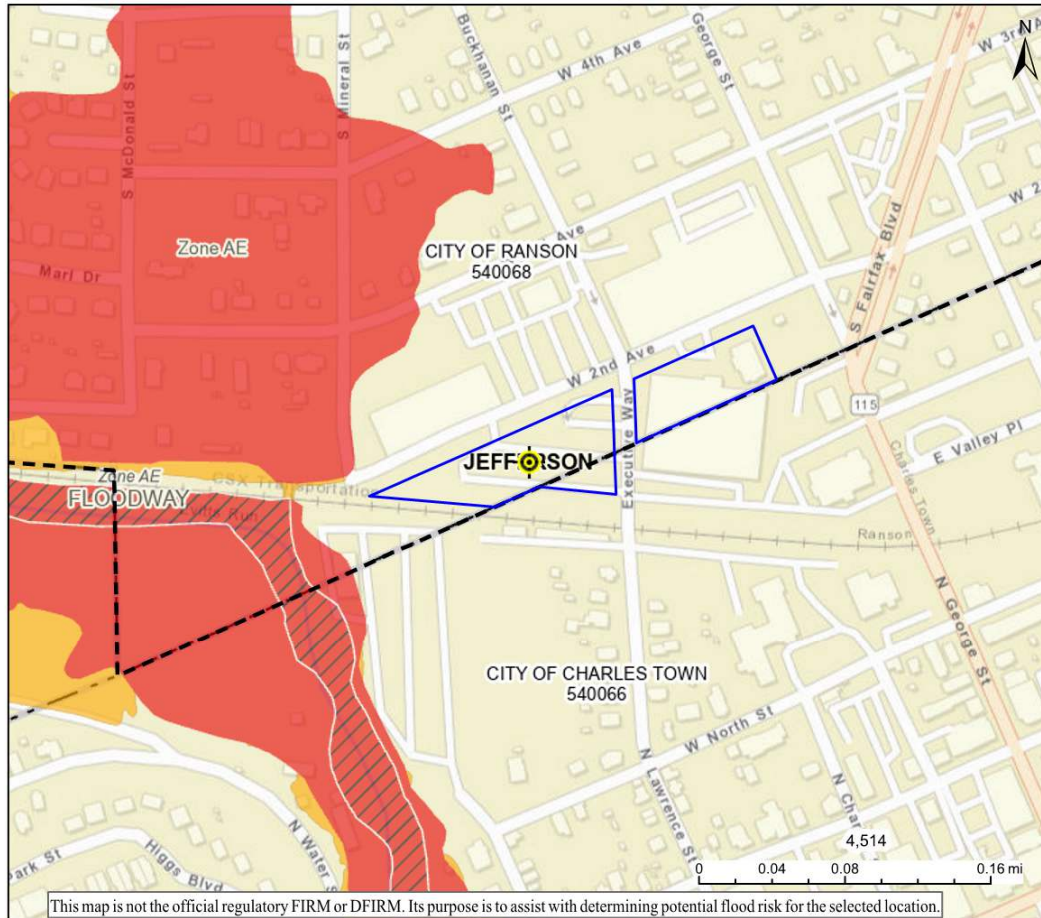 Buckhanan St
George St
N
W 3rd Ave
W 4th Ave
S Mineral St
S McDonald St
W 2nd
Zone AE
CITY OF RANSON
540068
Ave
Marl Dr
S Fairfax Blvd
W 2nd Ave
115
Executive Way
JEFFERSON
E Valley Pl
Zone AE
FLOODWAY
CSX Transportation
Charles Town
Ranson
N George St
CITY OF CHARLES TOWN
540066
W North St
N Lawrence St
N Char
N Water S
Park St
Higgs Blvd
4,514
0 0.04 0.08 0.16 mi
This map is not the official regulatory FIRM or DFIRM. Its purpose is to assist with determining potential flood risk for the selected location.